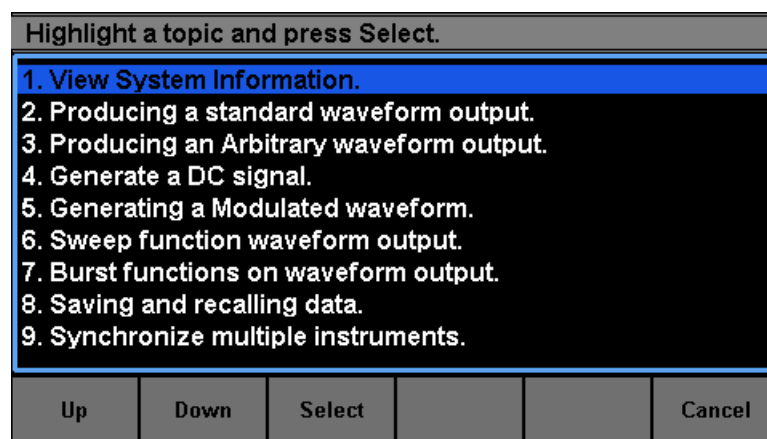 Highlight a topic and press Select.
1. View System Information.
2. Producing a standard waveform output.
3. Producing an Arbitrary waveform output.
4. Generate a DC signal.
5. Generating a Modulated waveform.
6. Sweep function waveform output.
7. Burst functions on waveform output.
8. Saving and recalling data.
9. Synchronize multiple instruments.
Up Down Select Cancel